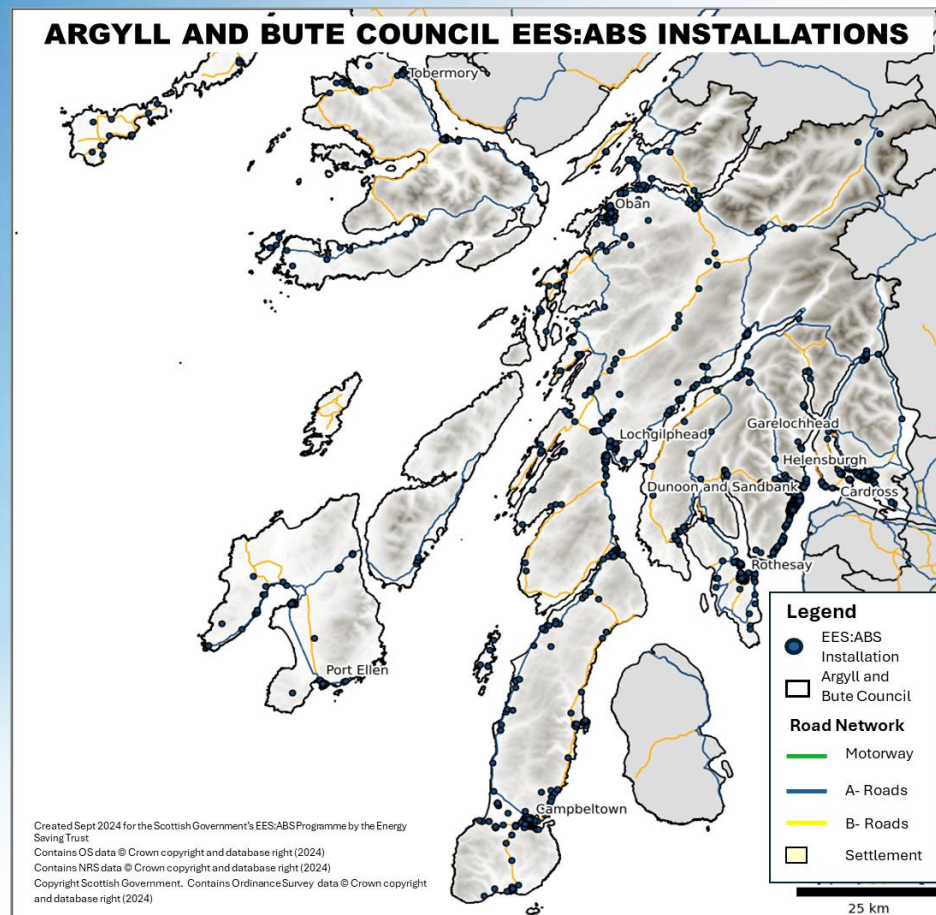 ARGYLL AND BUTE COUNCIL EES:ABS INSTALLATIONS
Tobermory
Oban
Lochgilphead
Garelochhead
Helensburgh
Dunoon and Sandbank
Cardross
Rothesay
Port Ellen
Campbeltown
Legend
EES:ABS
Installation
Argyll and
Bute Council
Road Network
Motorway
A- Roads
B- Roads
Settlement
25 km
Created Sept 2024 for the Scottish Government's EES:ABS Programme by the Energy
Saving Trust
Contains OS data © Crown copyright and database right (2024)
Contains NRS data © Crown copyright and database right (2024)
Copyright Scottish Government. Contains Ordinance Survey data © Crown copyright
and database right (2024)